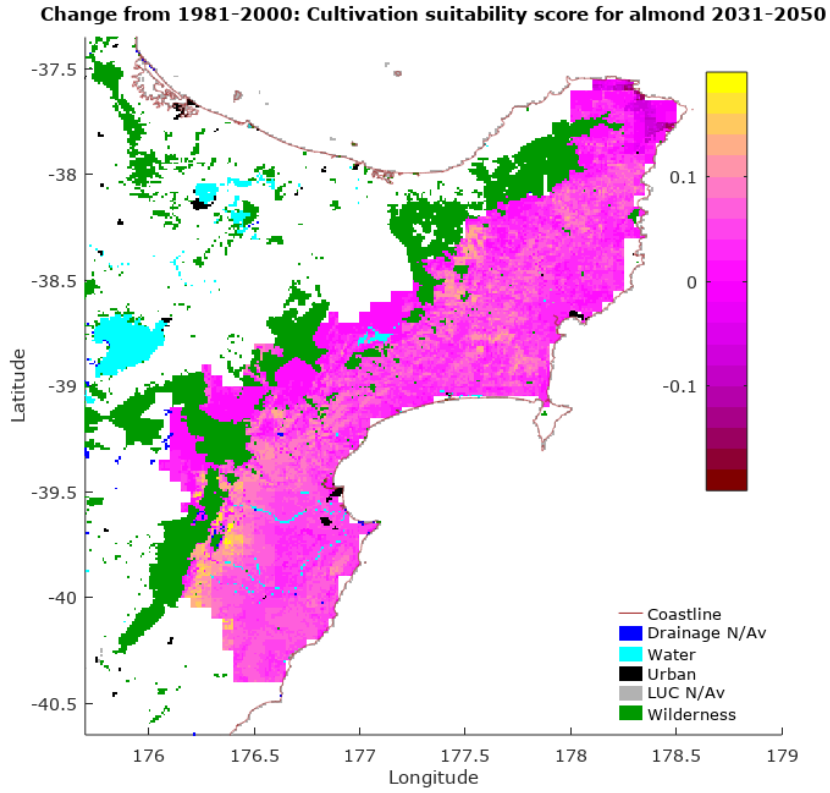 Change from 1981-2000: Cultivation suitability score for almond 2031-2050
-37.5
-38
-38.5
-39
-39.5
-40
-40.5
Latitude
0.1
0
-0.1
Coastline
Drainage N/Av
Water
Urban
LUC N/Av
Wilderness
176
176.5
177
177.5
178
178.5
179
Longitude